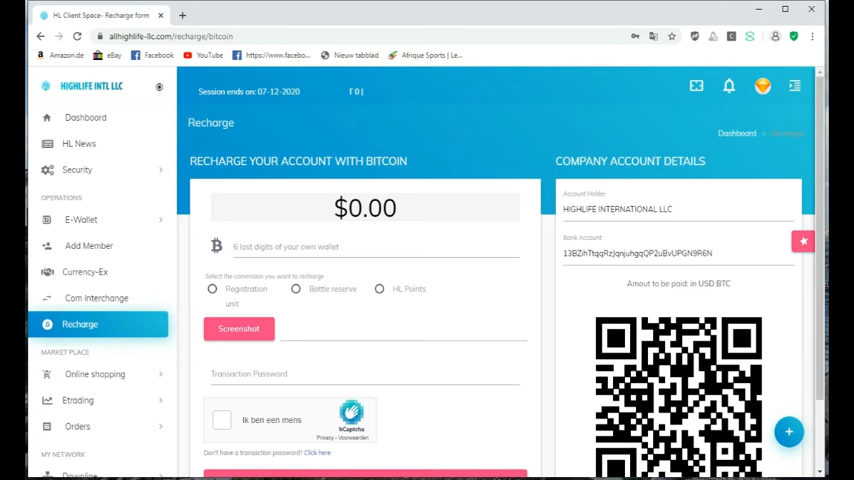 HL Client Space- Recharge form
allhighlife-llc.com/recharge/bitcoin
Amazon.de
eBay
Facebook
YouTube
https://www.facebo...
Nieuw tabblad
Afrique Sports | Le...
HIGHLIFE INTL LLC
Session ends on: 07-12-2020
Dashboard
HL News
Security
OPERATIONS
E-Wallet
Add Member
Currency-Ex
Com Interchange
Recharge
MARKET PLACE
Online shopping
Etrading
Orders
MY NETWORK
Downline
Recharge
Dashboard > Recharge
RECHARGE YOUR ACCOUNT WITH BITCOIN
$0.00
6 last digits of your own wallet
Select the commision you want to recharge
Registration
unit
Bottle reserve
HL Points
Screenshot
Transaction Password
Ik ben een mens
hCaptcha
Privacy - Voorwaarden
Don't have a transaction password? Click here
COMPANY ACCOUNT DETAILS
Account Holder
HIGHLIFE INTERNATIONAL LLC
Bank Account
Amout to be paid: in USD BTC